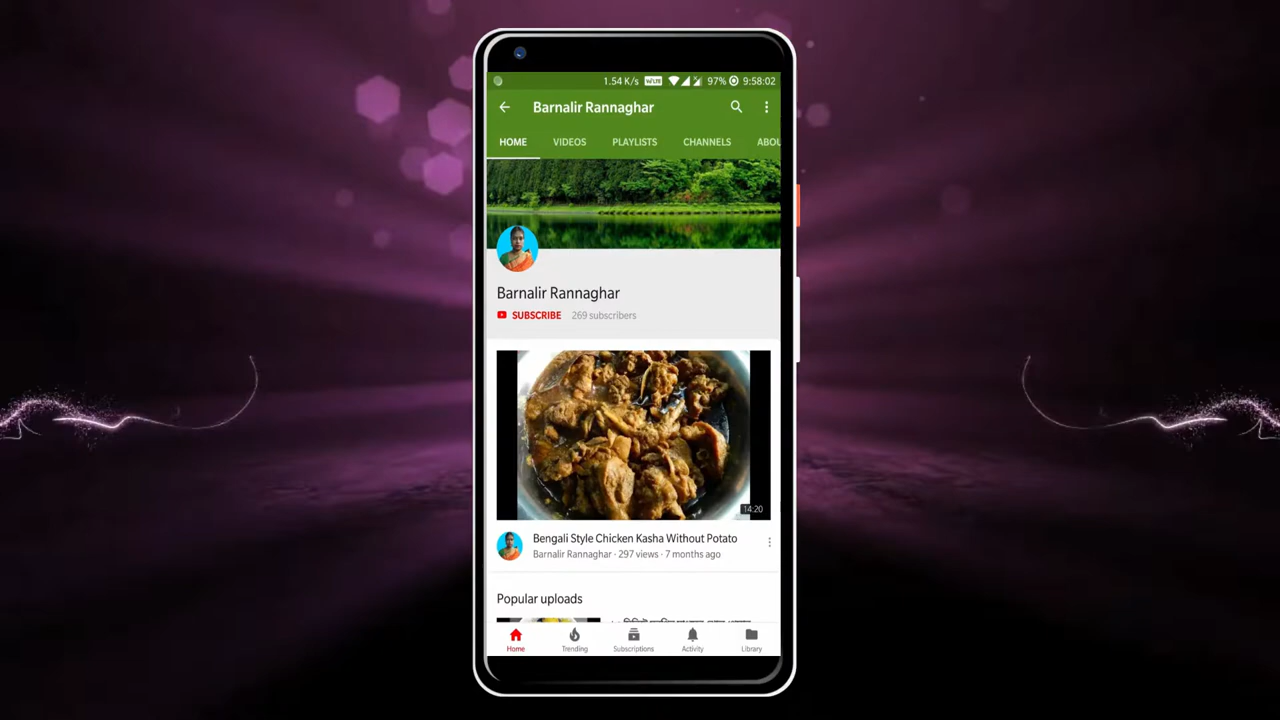 1.54 K/s VoLTE 97% 9:58:02
Barnalir Rannaghar
HOME VIDEOS PLAYLISTS CHANNELS ABOU
Barnalir Rannaghar
SUBSCRIBE 269 subscribers
14:20
Bengali Style Chicken Kasha Without Potato
Barnalir Rannaghar · 297 views · 7 months ago
Popular uploads
Home Trending Subscriptions Activity Library